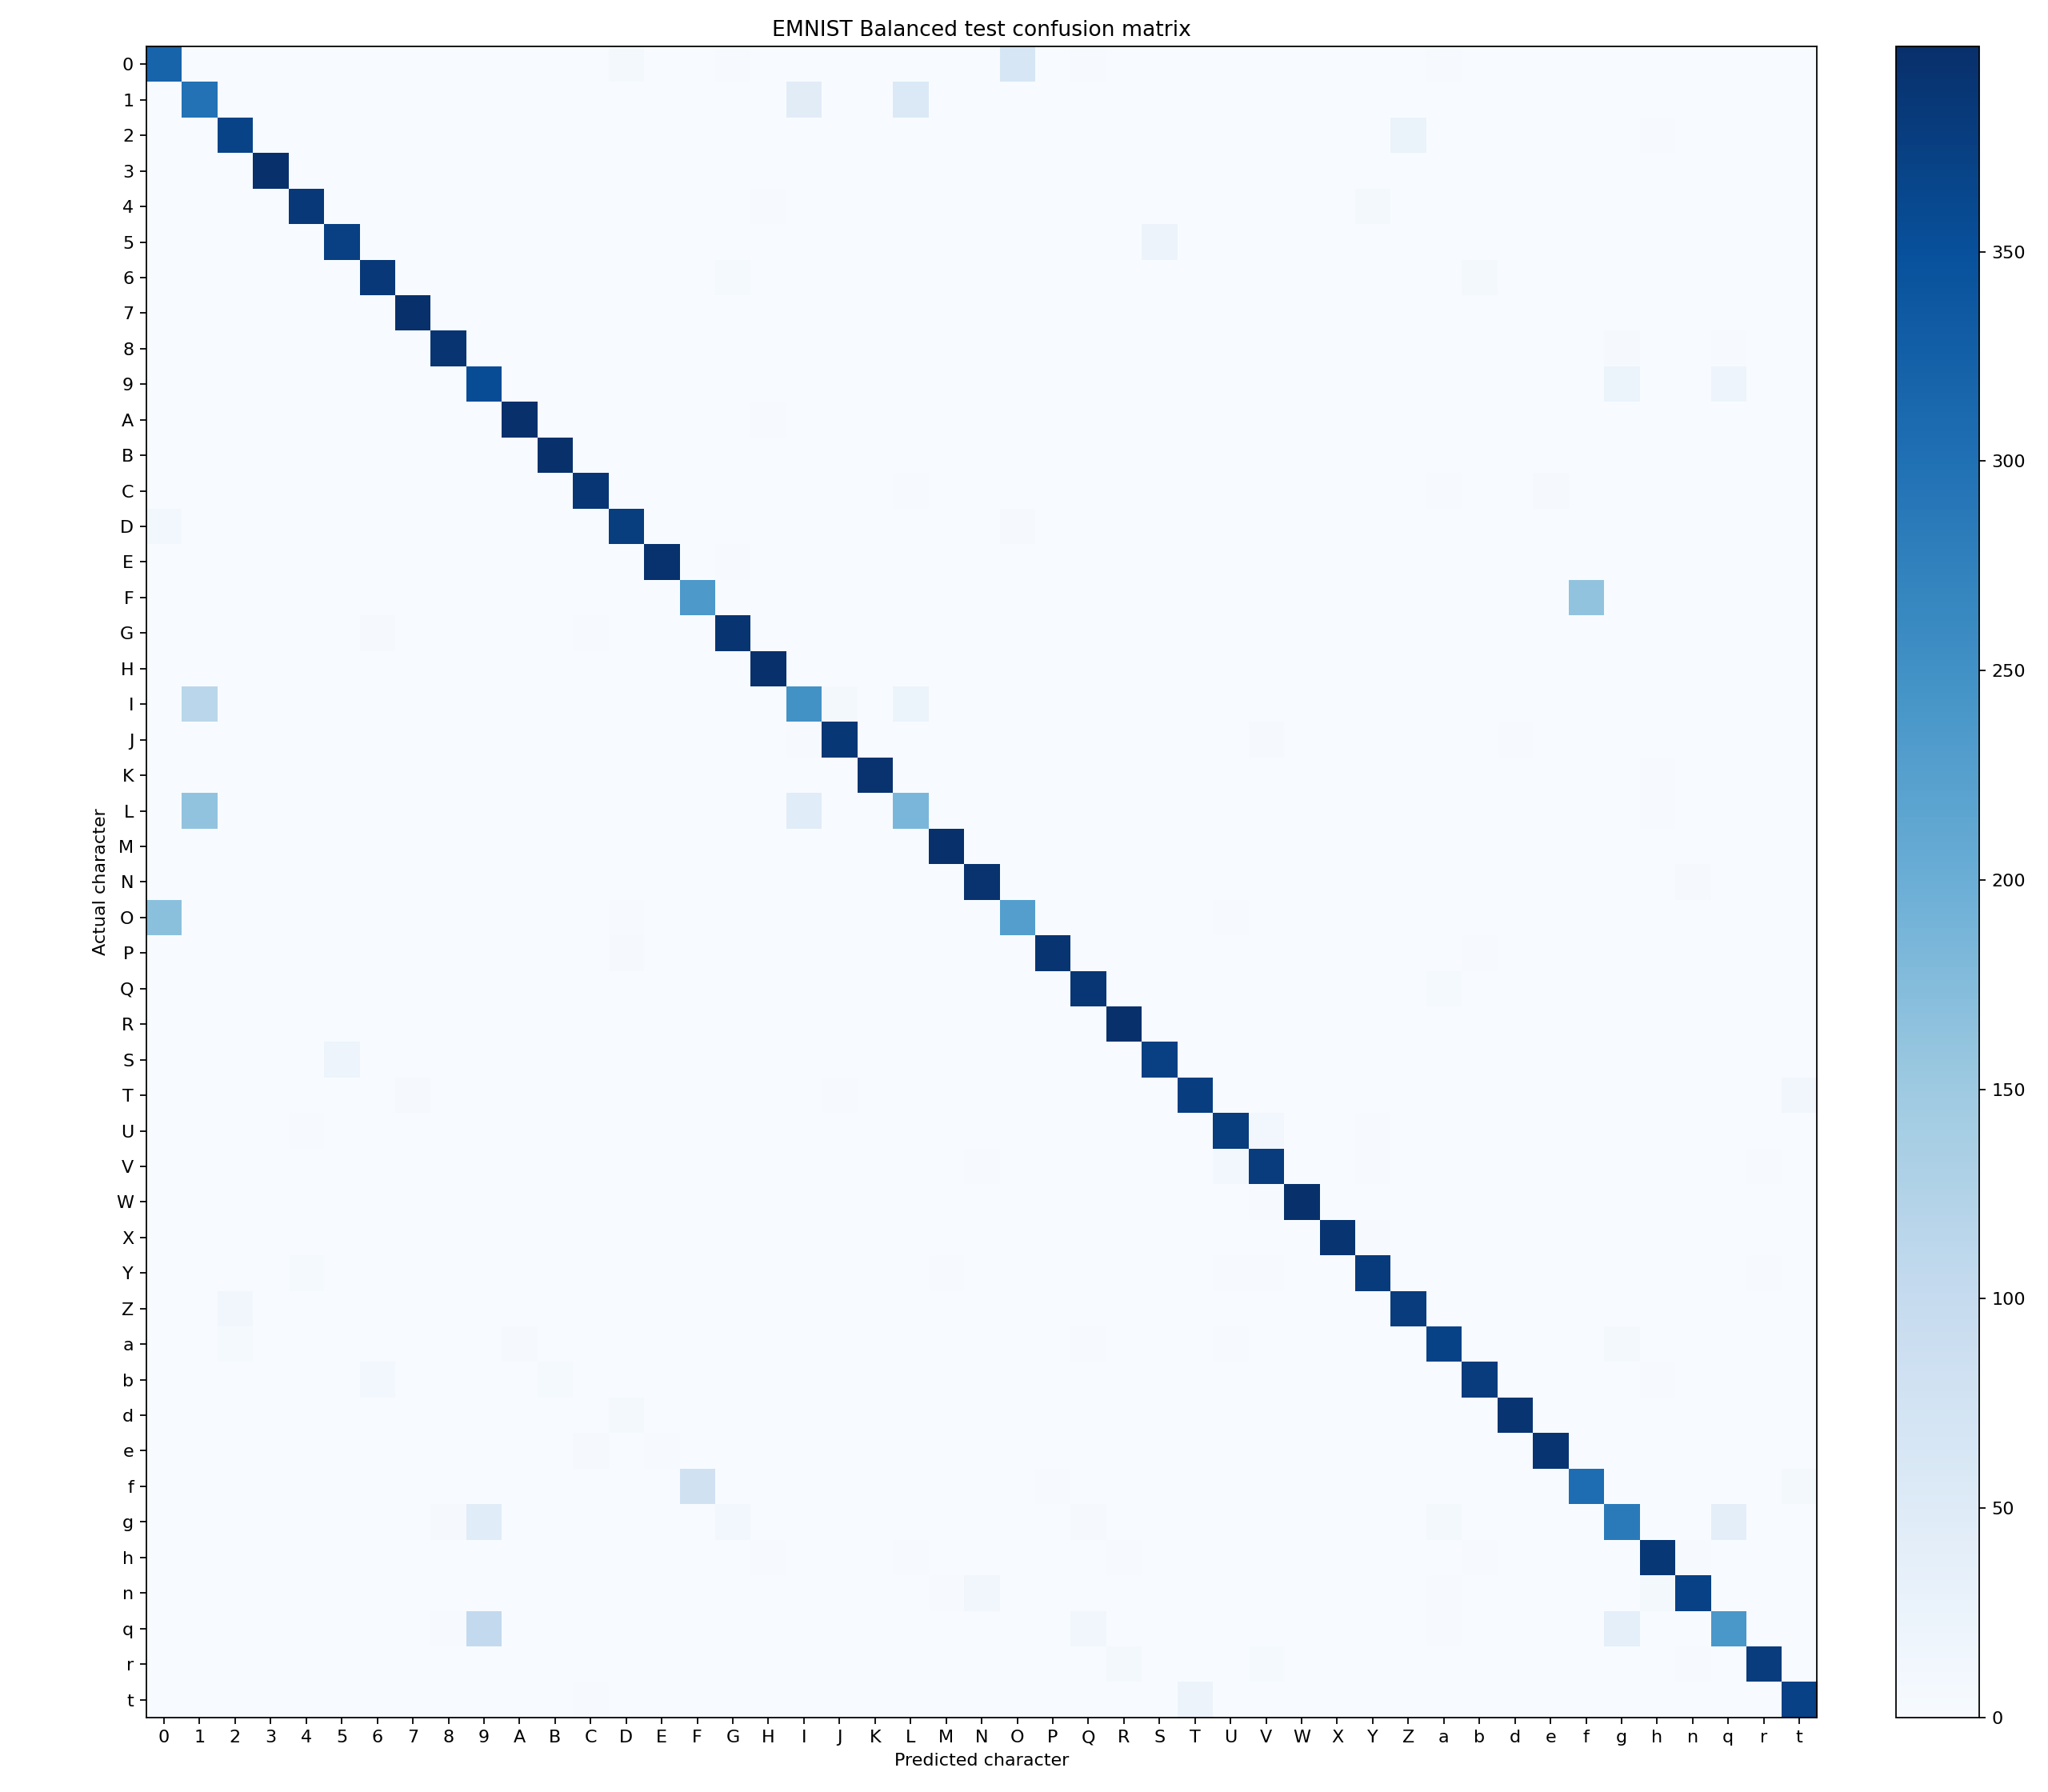 EMNIST Balanced test confusion matrix
0
1
2
3
4
5
6
7
8
9
A
B
C
D
E
F
G
H
I
J
K
L
M
N
O
P
Q
R
S
T
U
V
W
X
Y
Z
a
b
d
e
f
g
h
n
q
r
t
Actual character
0 1 2 3 4 5 6 7 8 9 A B C D E F G H I J K L M N O P Q R S T U V W X Y Z a b d e f g h n q r t
Predicted character
350
300
250
200
150
100
50
0